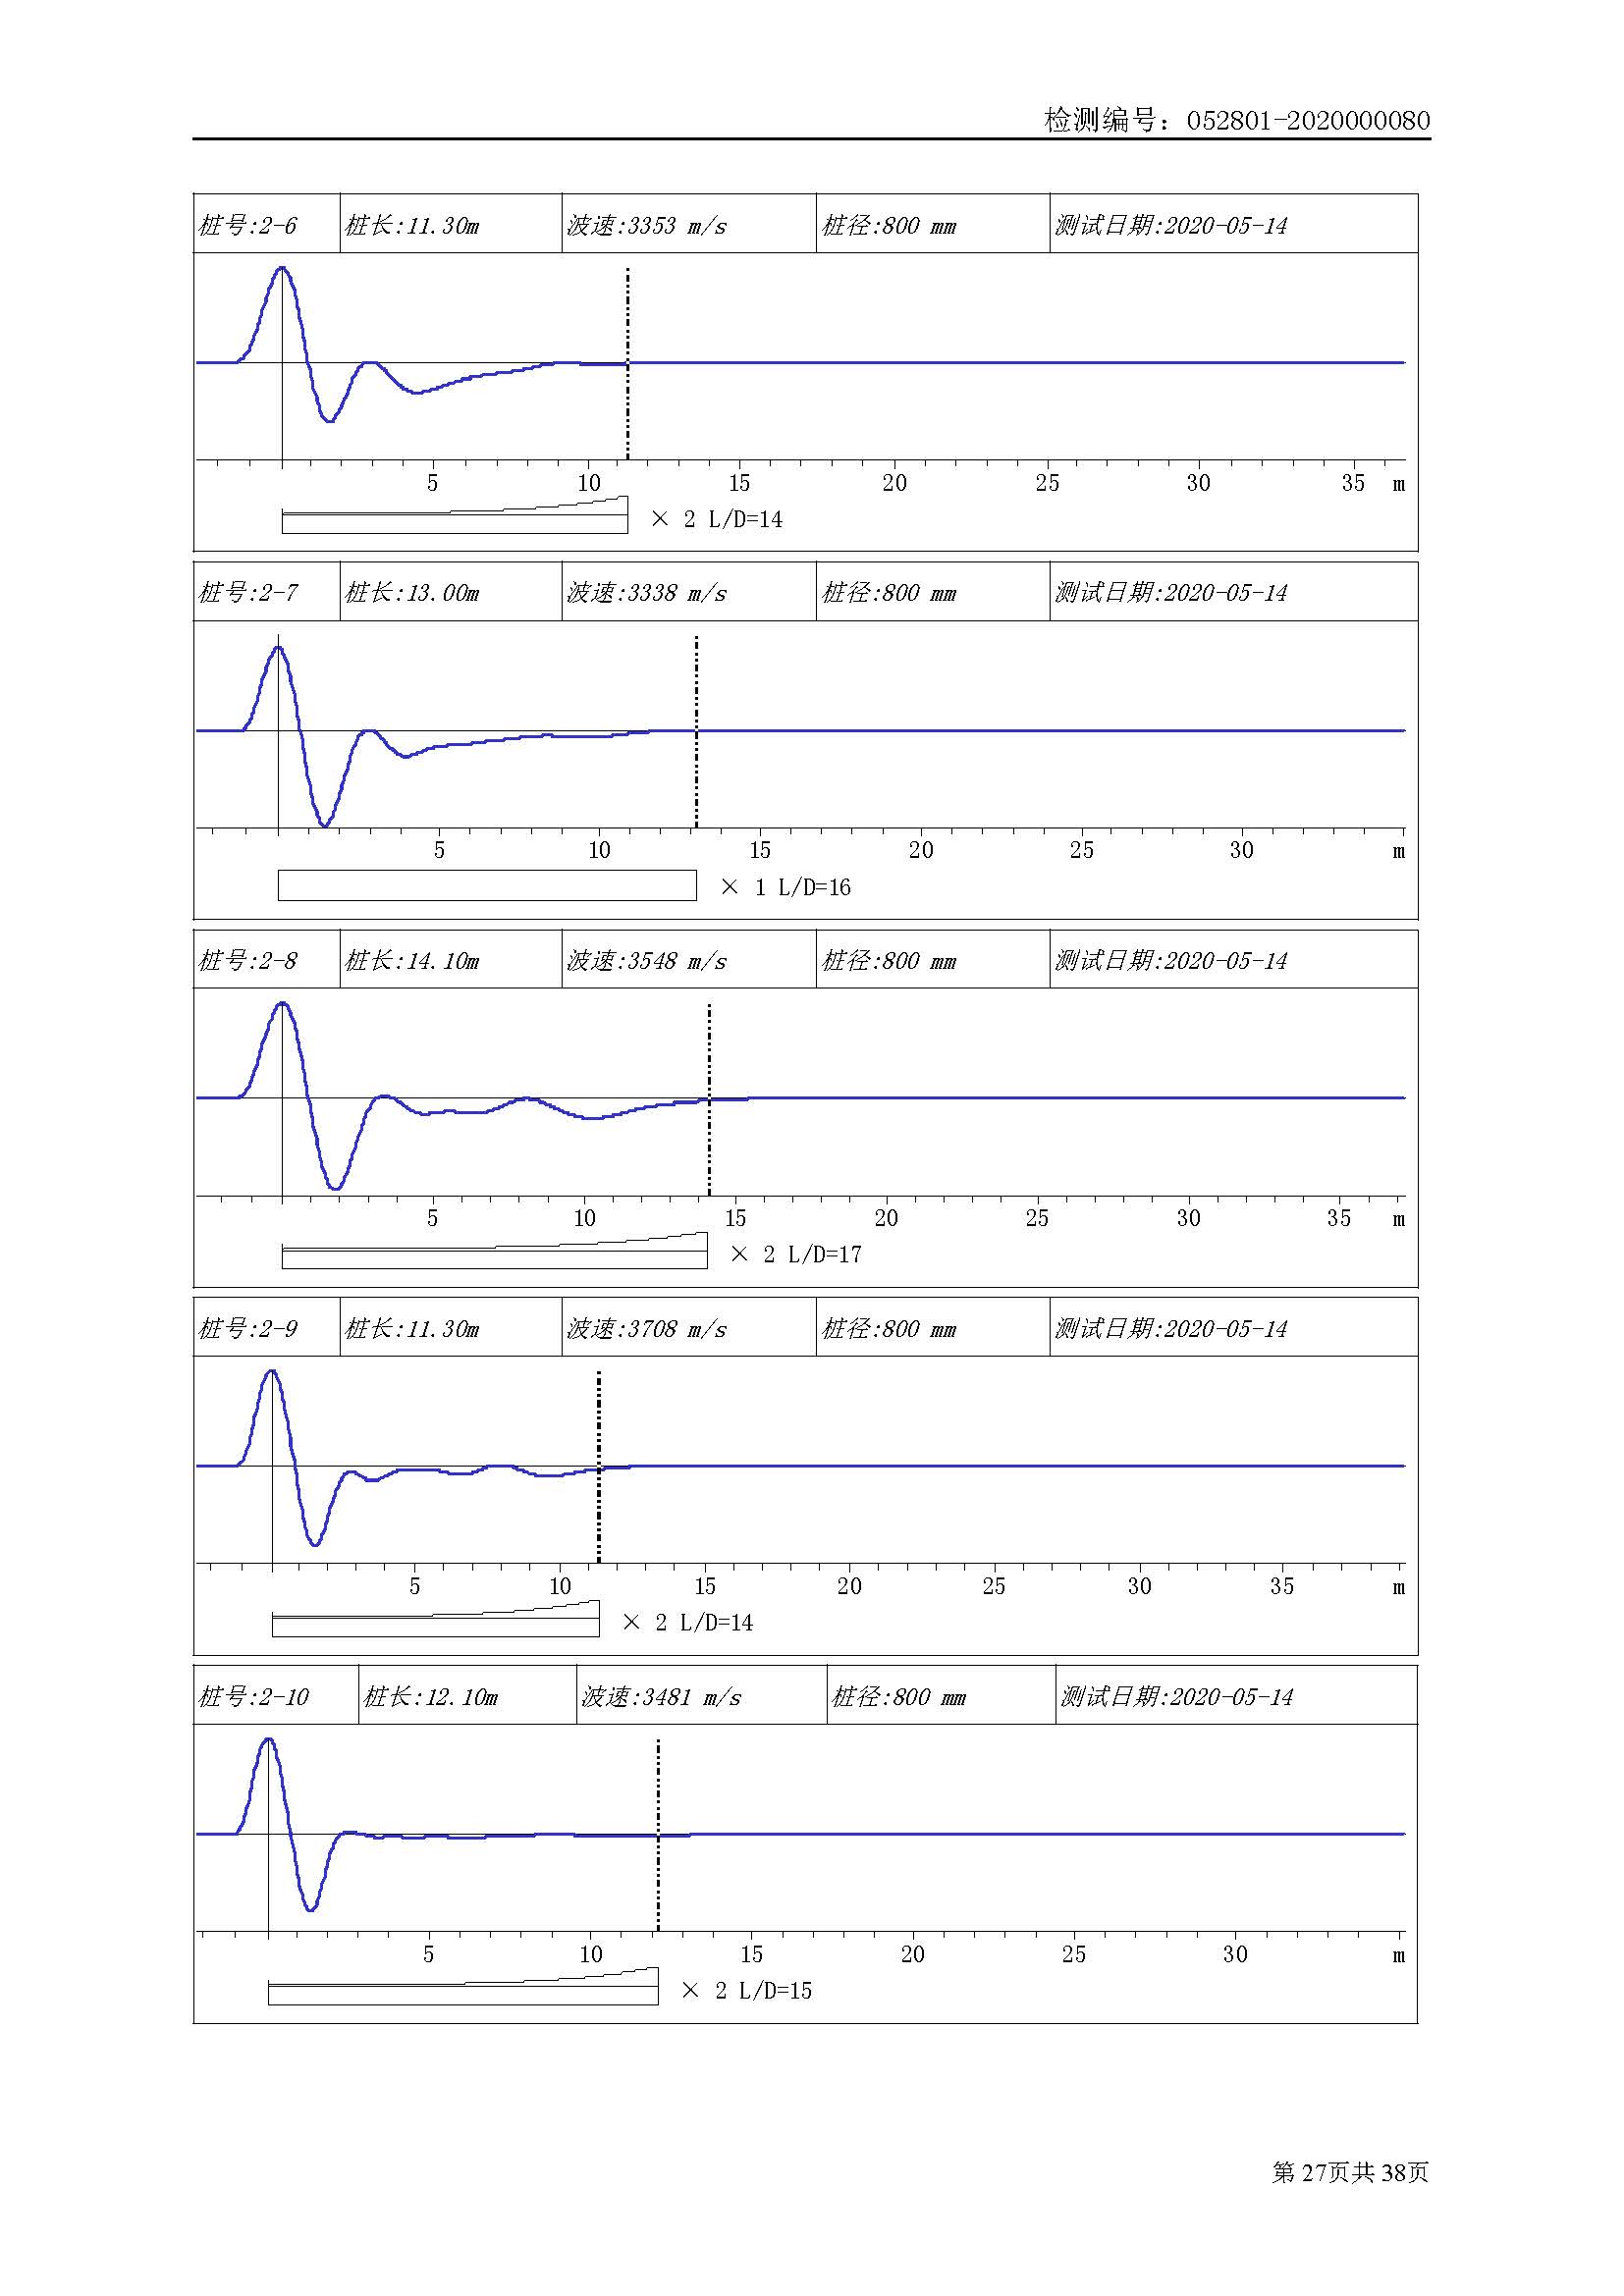 检测编号：052801-2020000080
桩号:2-6 桩长:11.30m 波速:3353 m/s 桩径:800 mm 测试日期:2020-05-14
5 10 15 20 25 30 35 m
× 2 L/D=14
桩号:2-7 桩长:13.00m 波速:3338 m/s 桩径:800 mm 测试日期:2020-05-14
5 10 15 20 25 30 m
× 1 L/D=16
桩号:2-8 桩长:14.10m 波速:3548 m/s 桩径:800 mm 测试日期:2020-05-14
5 10 15 20 25 30 35 m
× 2 L/D=17
桩号:2-9 桩长:11.30m 波速:3708 m/s 桩径:800 mm 测试日期:2020-05-14
5 10 15 20 25 30 35 m
× 2 L/D=14
桩号:2-10 桩长:12.10m 波速:3481 m/s 桩径:800 mm 测试日期:2020-05-14
5 10 15 20 25 30 m
× 2 L/D=15
第 27页共 38页